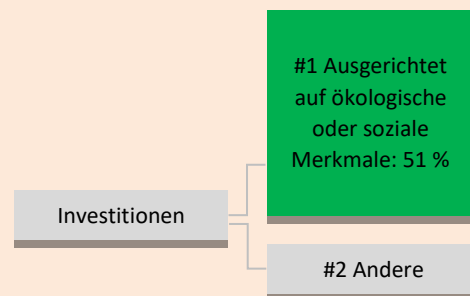 #1 Ausgerichtet
auf ökologische
oder soziale
Merkmale: 51 %
Investitionen
#2 Andere